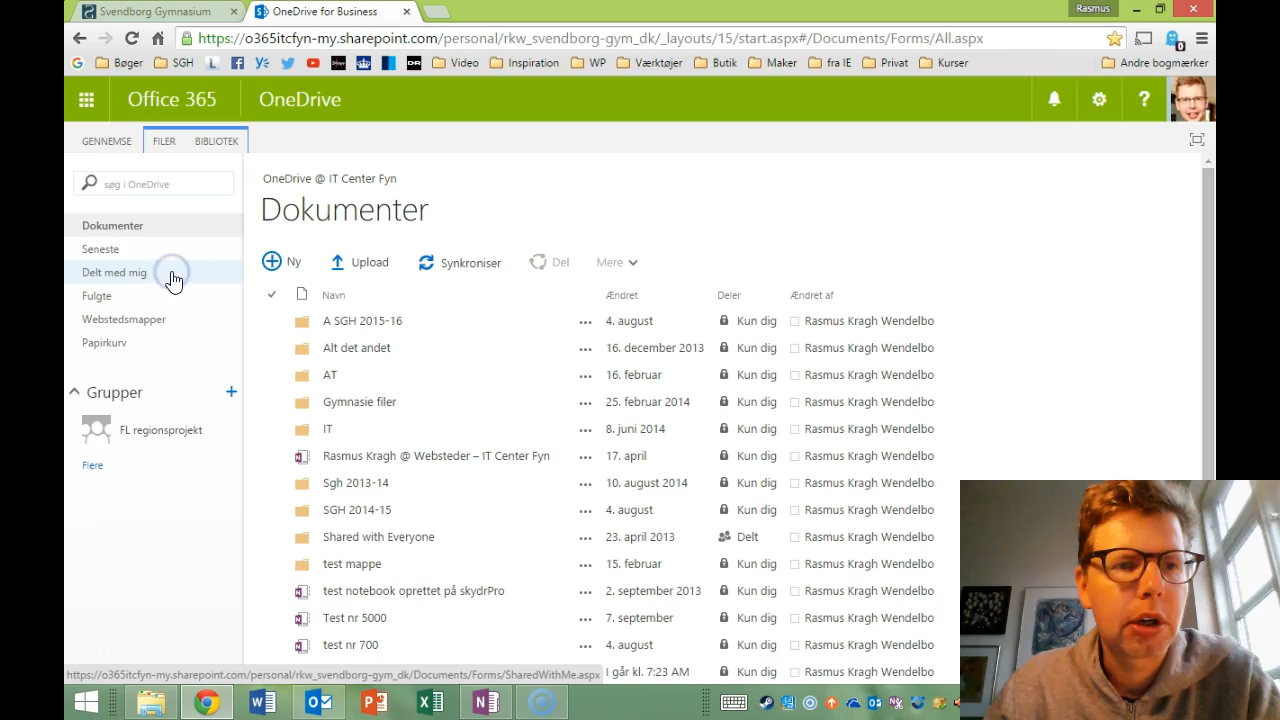 Svendborg Gymnasium
OneDrive for Business
Rasmus
https://o365itcfyn-my.sharepoint.com/personal/rkw_svendborg-gym_dk/_layouts/15/start.aspx#/Documents/Forms/All.aspx
0
Bøger
SGH
Video
Inspiration
WP
Værktøjer
Butik
Maker
fra IE
Privat
Kurser
Andre bogmærker
Office 365
OneDrive
GENNEMSE
FILER
BIBLIOTEK
søg i OneDrive
Dokumenter
Seneste
Delt med mig
Fulgte
Webstedsmapper
Papirkurv
Grupper
FL regionsprojekt
Flere
OneDrive @ IT Center Fyn
Dokumenter
Ny
Upload
Synkroniser
Del
Mere
Navn Ændret Deler Ændret af
A SGH 2015-16 ... 4. august Kun dig Rasmus Kragh Wendelbo
Alt det andet ... 16. december 2013 Kun dig Rasmus Kragh Wendelbo
AT ... 16. februar Kun dig Rasmus Kragh Wendelbo
Gymnasie filer ... 25. februar 2014 Kun dig Rasmus Kragh Wendelbo
IT ... 8. juni 2014 Kun dig Rasmus Kragh Wendelbo
Rasmus Kragh @ Websteder – IT Center Fyn ... 17. april Kun dig Rasmus Kragh Wendelbo
Sgh 2013-14 ... 10. august 2014 Kun dig Rasmus Kragh Wendelbo
SGH 2014-15 ... 4. august Kun dig Rasmus Kragh Wendelbo
Shared with Everyone ... 23. april 2013 Delt Rasmus Kragh Wendelbo
test mappe ... 15. februar Kun dig Rasmus Kragh Wendelbo
test notebook oprettet på skydrPro ... 2. september 2013 Kun dig Rasmus Kragh Wendelbo
Test nr 5000 ... 7. september Kun dig Rasmus Kragh Wendelbo
test nr 700 ... 4. august Kun dig Rasmus Kragh Wendelbo
I går kl. 7:23 AM Kun dig Rasmus Kragh Wendelbo
https://o365itcfyn-my.sharepoint.com/personal/rkw_svendborg-gym_dk/Documents/Forms/SharedWithMe.aspx